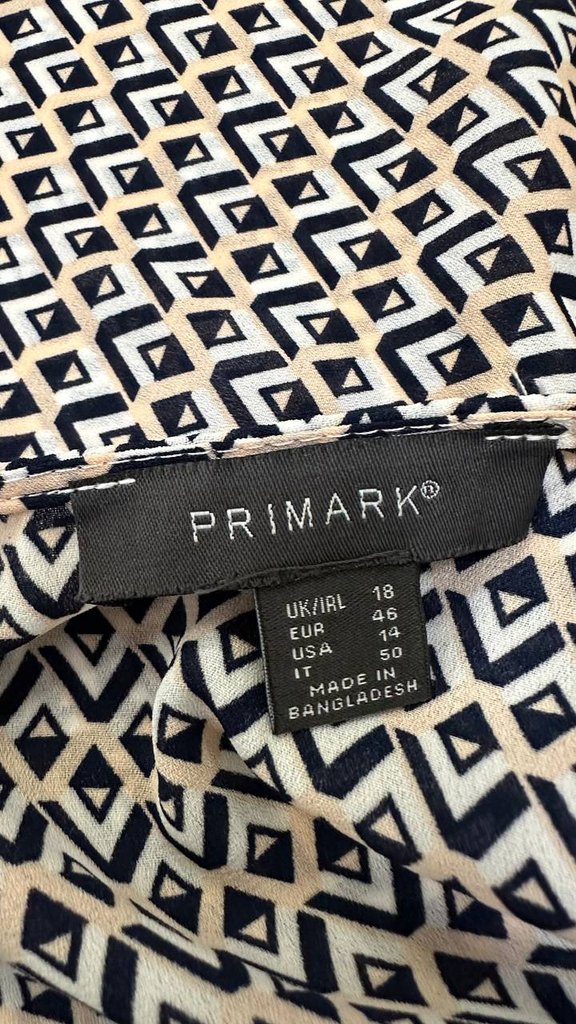 PRIMARK®
UK/IRL 18
EUR 46
USA 14
IT 50
MADE IN
BANGLADESH